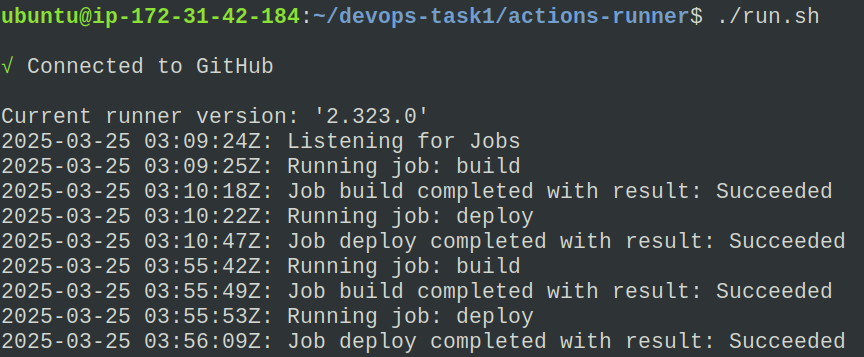 ubuntu@ip-172-31-42-184:~/devops-task1/actions-runner$ ./run.sh
√ Connected to GitHub
Current runner version: '2.323.0'
2025-03-25 03:09:24Z: Listening for Jobs
2025-03-25 03:09:25Z: Running job: build
2025-03-25 03:10:18Z: Job build completed with result: Succeeded
2025-03-25 03:10:22Z: Running job: deploy
2025-03-25 03:10:47Z: Job deploy completed with result: Succeeded
2025-03-25 03:55:42Z: Running job: build
2025-03-25 03:55:49Z: Job build completed with result: Succeeded
2025-03-25 03:55:53Z: Running job: deploy
2025-03-25 03:56:09Z: Job deploy completed with result: Succeeded